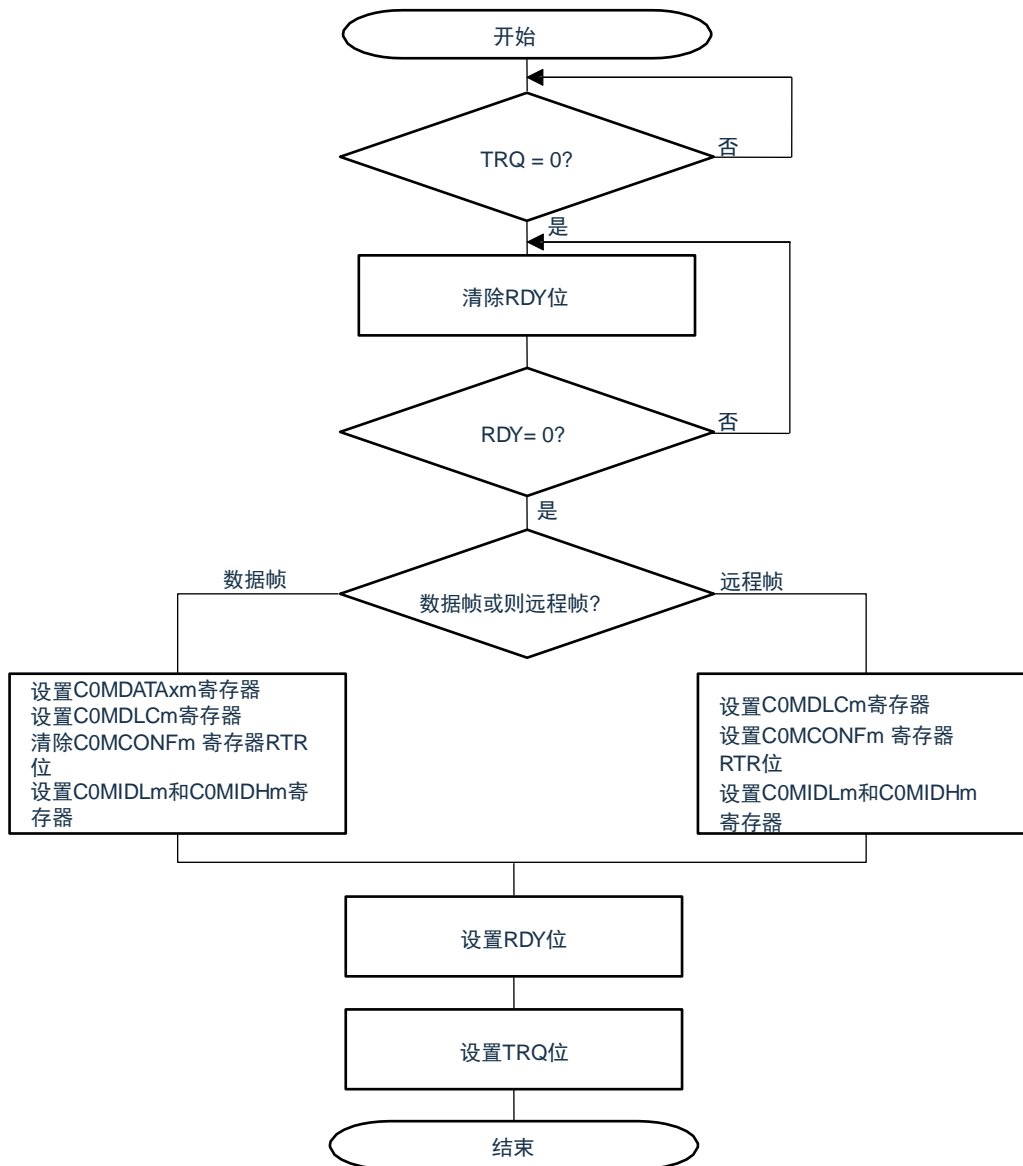 开始
TRQ = 0?
否
是
清除RDY位
RDY= 0?
否
是
数据帧或则远程帧?
数据帧
远程帧
设置C0MDATAxm寄存器
设置C0MDLCm寄存器
清除C0MCONFm 寄存器RTR
位
设置C0MIDLm和C0MIDHm寄
存器
设置C0MDLCm寄存器
设置C0MCONFm 寄存器
RTR位
设置C0MIDLm和C0MIDHm
寄存器
设置RDY位
设置TRQ位
结束